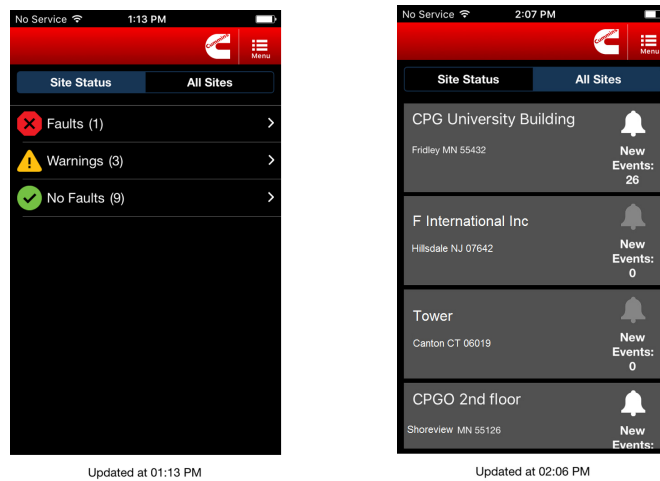 No Service 1:13 PM
Cummins
Menu
Site Status All Sites
Faults (1)
Warnings (3)
No Faults (9)
Updated at 01:13 PM
No Service 2:07 PM
Cummins
Menu
Site Status All Sites
CPG University Building
Fridley MN 55432
New
Events:
26
F International Inc
Hillsdale NJ 07642
New
Events:
0
Tower
Canton CT 06019
New
Events:
0
CPGO 2nd floor
Shoreview MN 55126
New
Events:
Updated at 02:06 PM